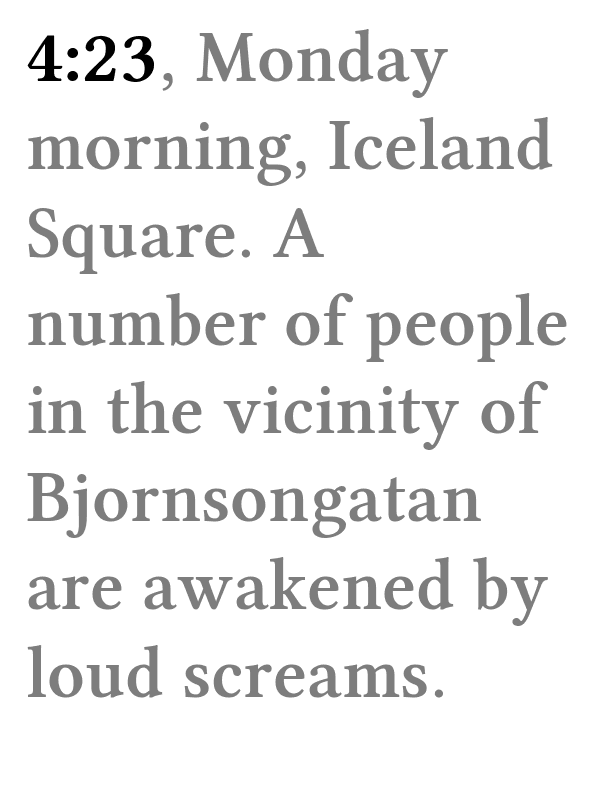 4:23, Monday
morning, Iceland
Square. A
number of people
in the vicinity of
Bjornsongatan
are awakened by
loud screams.